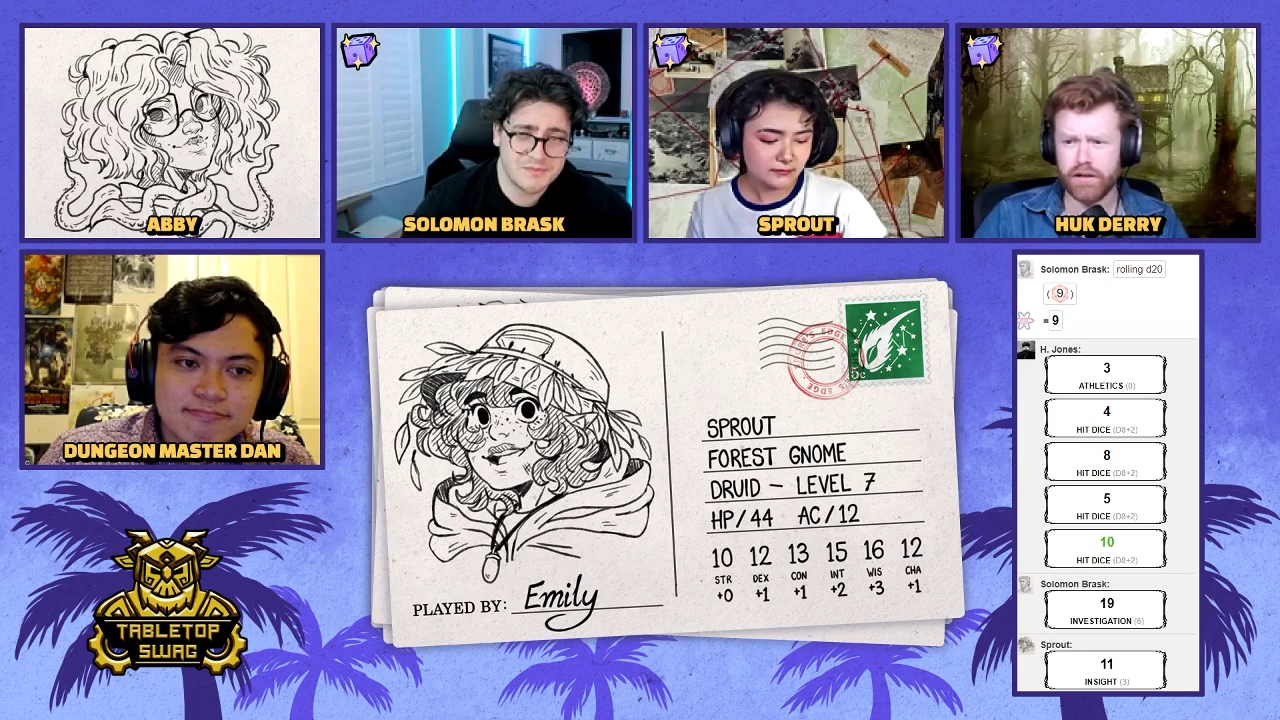 ABBY
SOLOMON BRASK
SPROUT
HUK DERRY
DUNGEON MASTER DAN
TABLETOP
SWAG
SPROUT
FOREST GNOME
DRUID – LEVEL 7
HP/44 AC/12
10 12 13 15 16 12
STR DEX CON INT WIS CHA
+0 +1 +1 +2 +3 +1
PLAYED BY: Emily
5c
Solomon Brask: rolling d20
(9)
= 9
H. Jones:
3
ATHLETICS (0)
4
HIT DICE (D8+2)
8
HIT DICE (D8+2)
5
HIT DICE (D8+2)
10
HIT DICE (D8+2)
Solomon Brask:
19
INVESTIGATION (6)
Sprout:
11
INSIGHT (3)